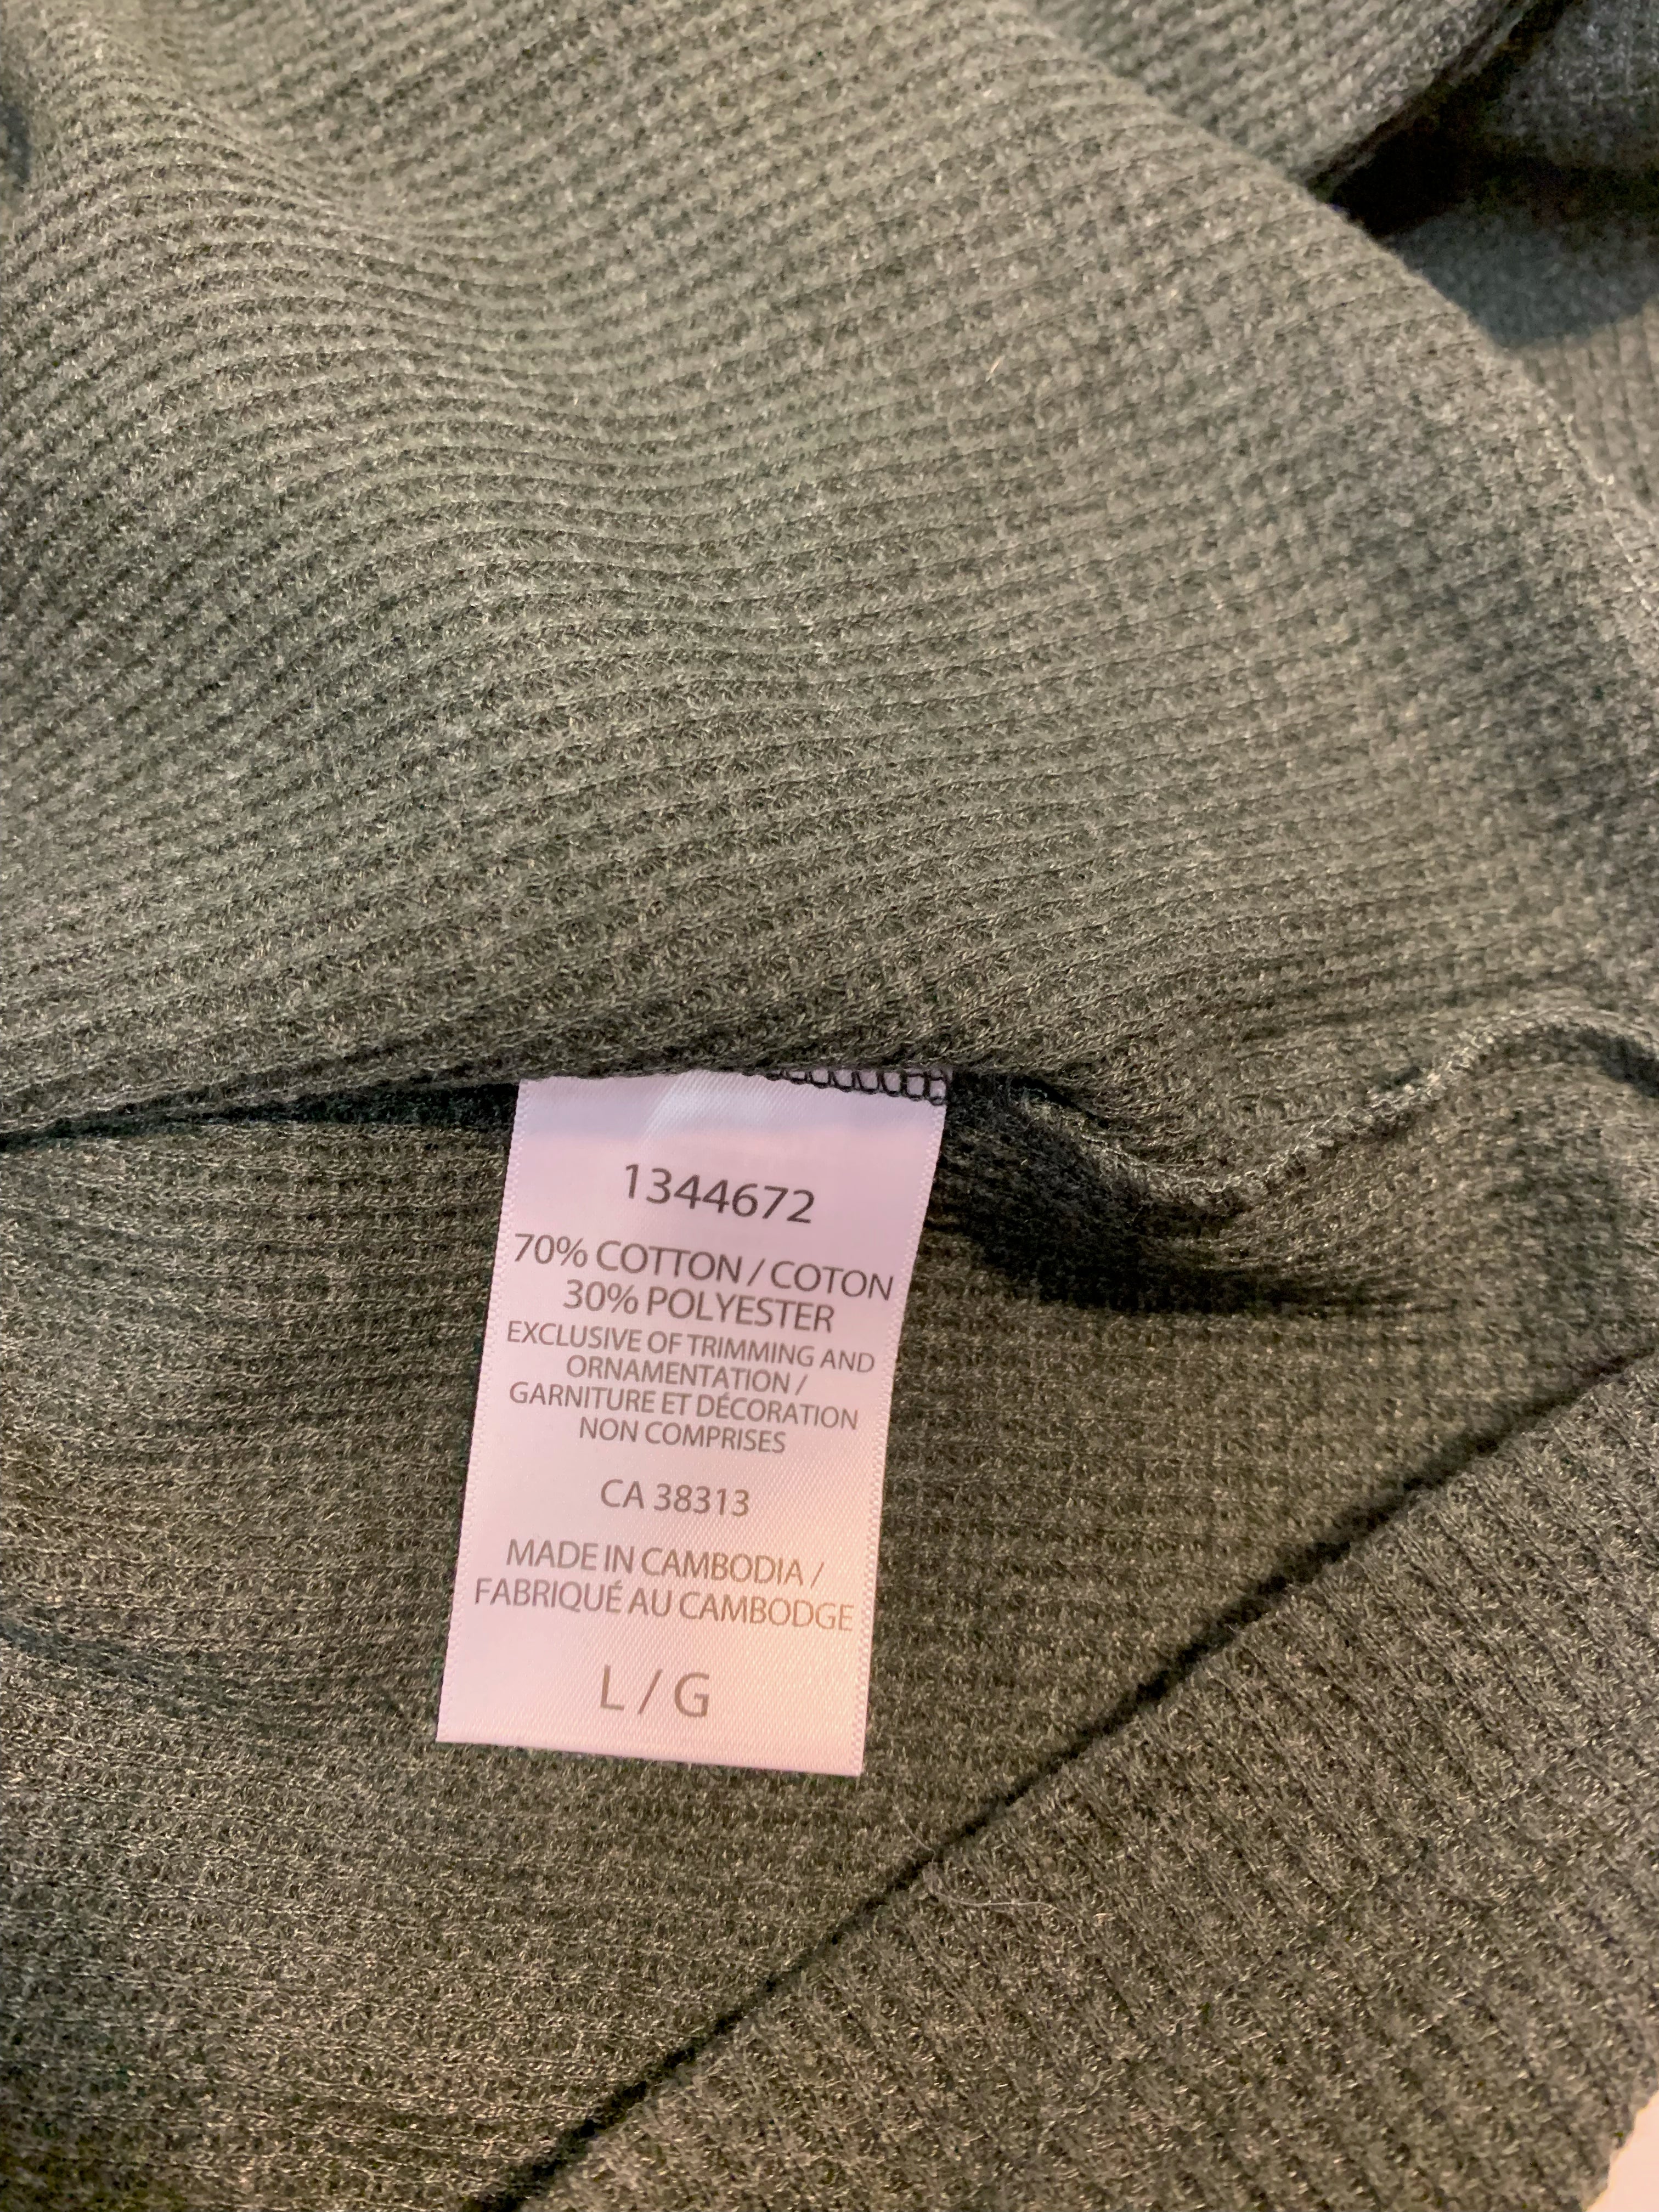 1344672
70% COTTON / COTON
30% POLYESTER
EXCLUSIVE OF TRIMMING AND
ORNAMENTATION /
GARNITURE ET DÉCORATION
NON COMPRISES
CA 38313
MADE IN CAMBODIA /
FABRIQUÉ AU CAMBODGE
L / G